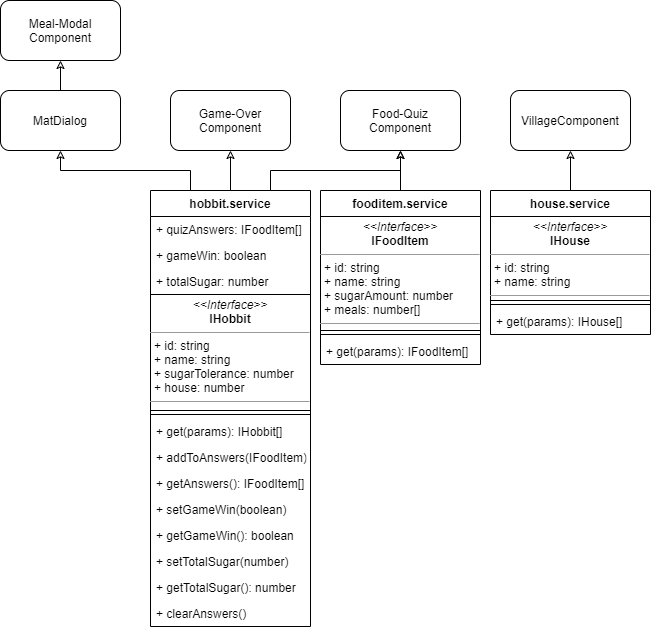 Meal-Modal
Component
MatDialog
Game-Over
Component
Food-Quiz
Component
VillageComponent
hobbit.service
+ quizAnswers: IFoodItem[]
+ gameWin: boolean
+ totalSugar: number
<<Interface>>
IHobbit
+ id: string
+ name: string
+ sugarTolerance: number
+ house: number
+ get(params): IHobbit[]
+ addToAnswers(IFoodItem)
+ getAnswers(): IFoodItem[]
+ setGameWin(boolean)
+ getGameWin(): boolean
+ setTotalSugar(number)
+ getTotalSugar(): number
+ clearAnswers()
fooditem.service
<<Interface>>
IFoodItem
+ id: string
+ name: string
+ sugarAmount: number
+ meals: number[]
+ get(params): IFoodItem[]
house.service
<<Interface>>
IHouse
+ id: string
+ name: string
+ get(params): IHouse[]